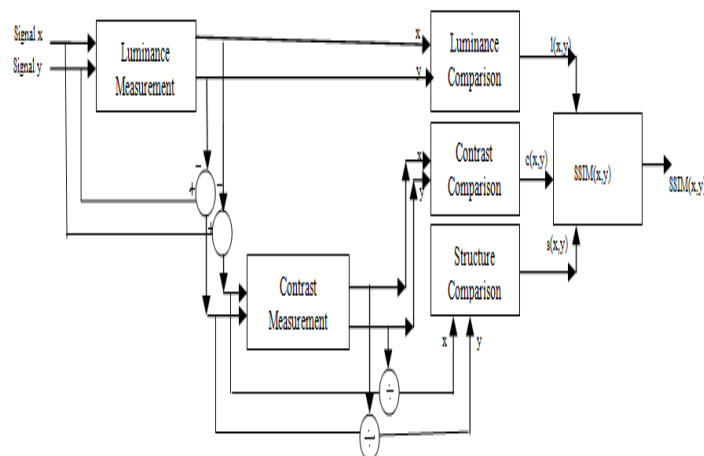 Signal x
Signal y
Luminance
Measurement
x
y
Luminance
Comparison
l(x,y)
x
y
Contrast
Comparison
c(x,y)
SSIM(x,y)
SSIM(x,y)
−
+
−
+
Contrast
Measurement
Structure
Comparison
s(x,y)
x
y
÷
÷